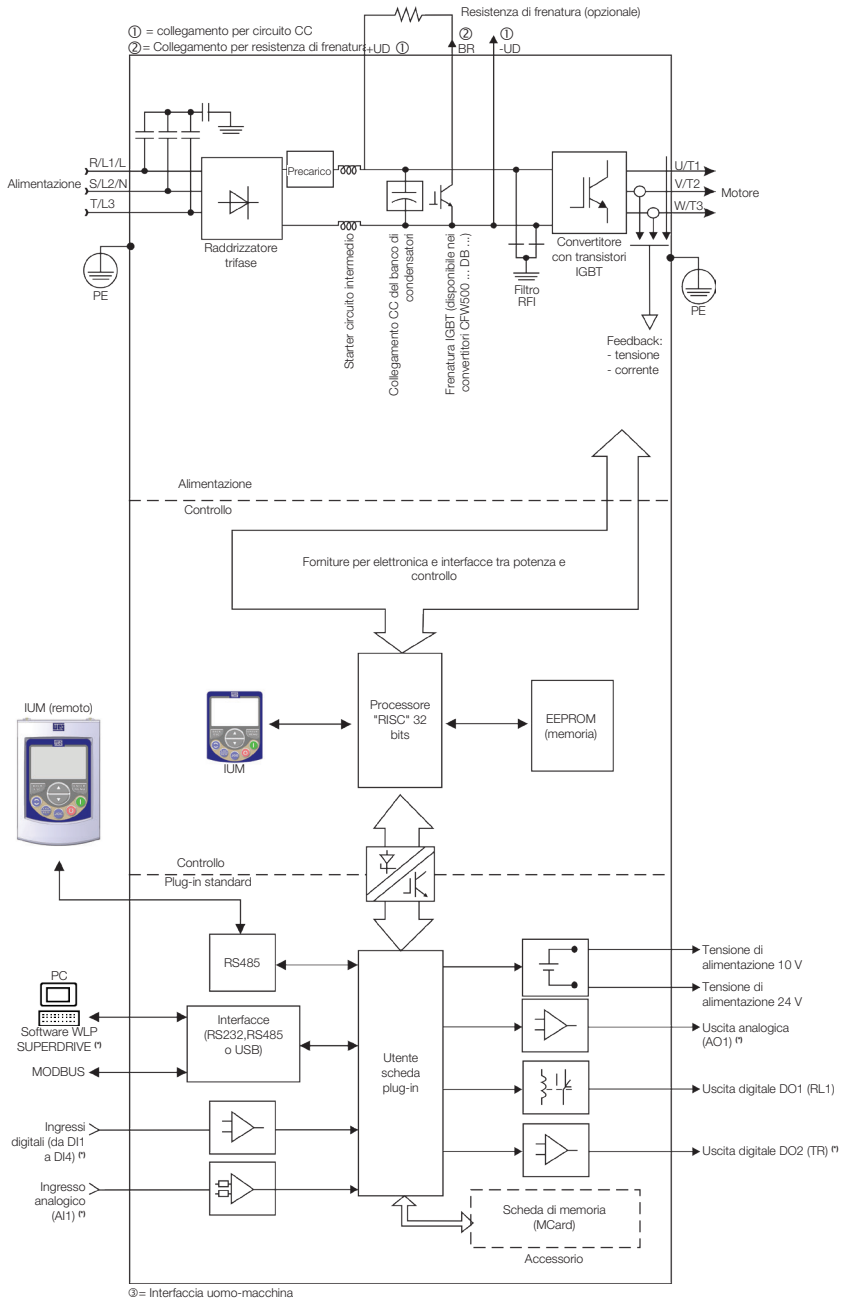 Resistenza di frenatura (opzionale)
① = collegamento per circuito CC
② = Collegamento per resistenza di frenatura
+UD ①
②
BR
①
-UD
R/L1/L
Alimentazione
S/L2/N
T/L3
PE
Precarico
Raddrizzatore
trifase
Starter circuito intermedio
Collegamento CC del banco di
condensatori
Frenatura IGBT (disponibile nei
convertitori CFW500 ... DB ...)
Filtro
RFI
Convertitore
con transistori
IGBT
U/T1
V/T2
Motore
W/T3
PE
Feedback:
- tensione
- corrente
Alimentazione
Controllo
Forniture per elettronica e interfacce tra potenza e
controllo
IUM (remoto)
IUM
Processore
"RISC" 32
bits
EEPROM
(memoria)
Controllo
Plug-in standard
RS485
PC
Software WLP
SUPERDRIVE (*)
MODBUS
Interfacce
(RS232,RS485
o USB)
Utente
scheda
plug-in
Ingressi
digitali (da DI1
a DI4) (*)
Ingresso
analogico
(AI1) (*)
Tensione di
alimentazione 10 V
Tensione di
alimentazione 24 V
Uscita analogica
(AO1) (*)
Uscita digitale DO1 (RL1)
Uscita digitale DO2 (TR) (*)
Scheda di memoria
(MCard)
Accessorio
③= Interfaccia uomo-macchina